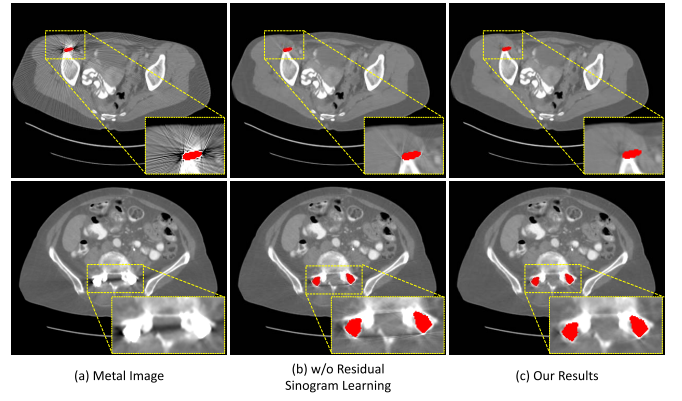 (a) Metal Image
(b) w/o Residual
Sinogram Learning
(c) Our Results